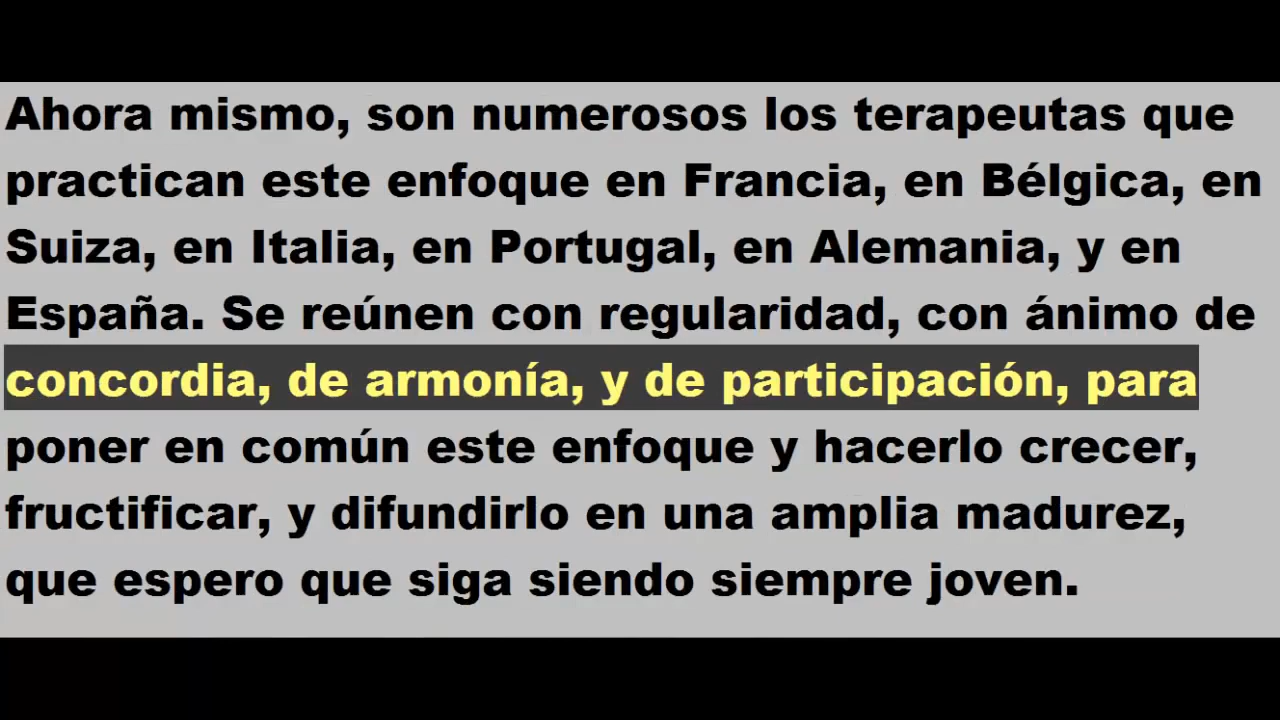 Ahora mismo, son numerosos los terapeutas que
practican este enfoque en Francia, en Bélgica, en
Suiza, en Italia, en Portugal, en Alemania, y en
España. Se reúnen con regularidad, con ánimo de
concordia, de armonía, y de participación, para
poner en común este enfoque y hacerlo crecer,
fructificar, y difundirlo en una amplia madurez,
que espero que siga siendo siempre joven.